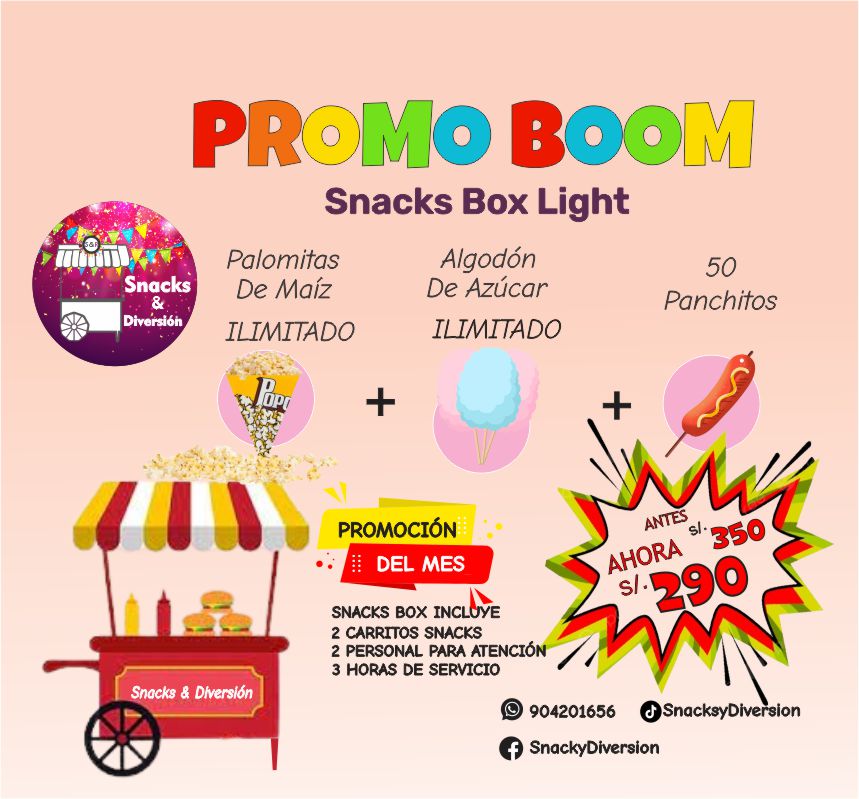 PROMO BOOM
Snacks Box Light
S&F
Snacks
&
Diversión
Palomitas
De Maíz
ILIMITADO
Algodón
De Azúcar
ILIMITADO
50
Panchitos
POP
+
+
PROMOCIÓN
DEL MES
ANTES S/. 350
AHORA
S/. 290
SNACKS BOX INCLUYE
2 CARRITOS SNACKS
2 PERSONAL PARA ATENCIÓN
3 HORAS DE SERVICIO
Snacks & Diversión
904201656
SnacksyDiversion
SnackyDiversion